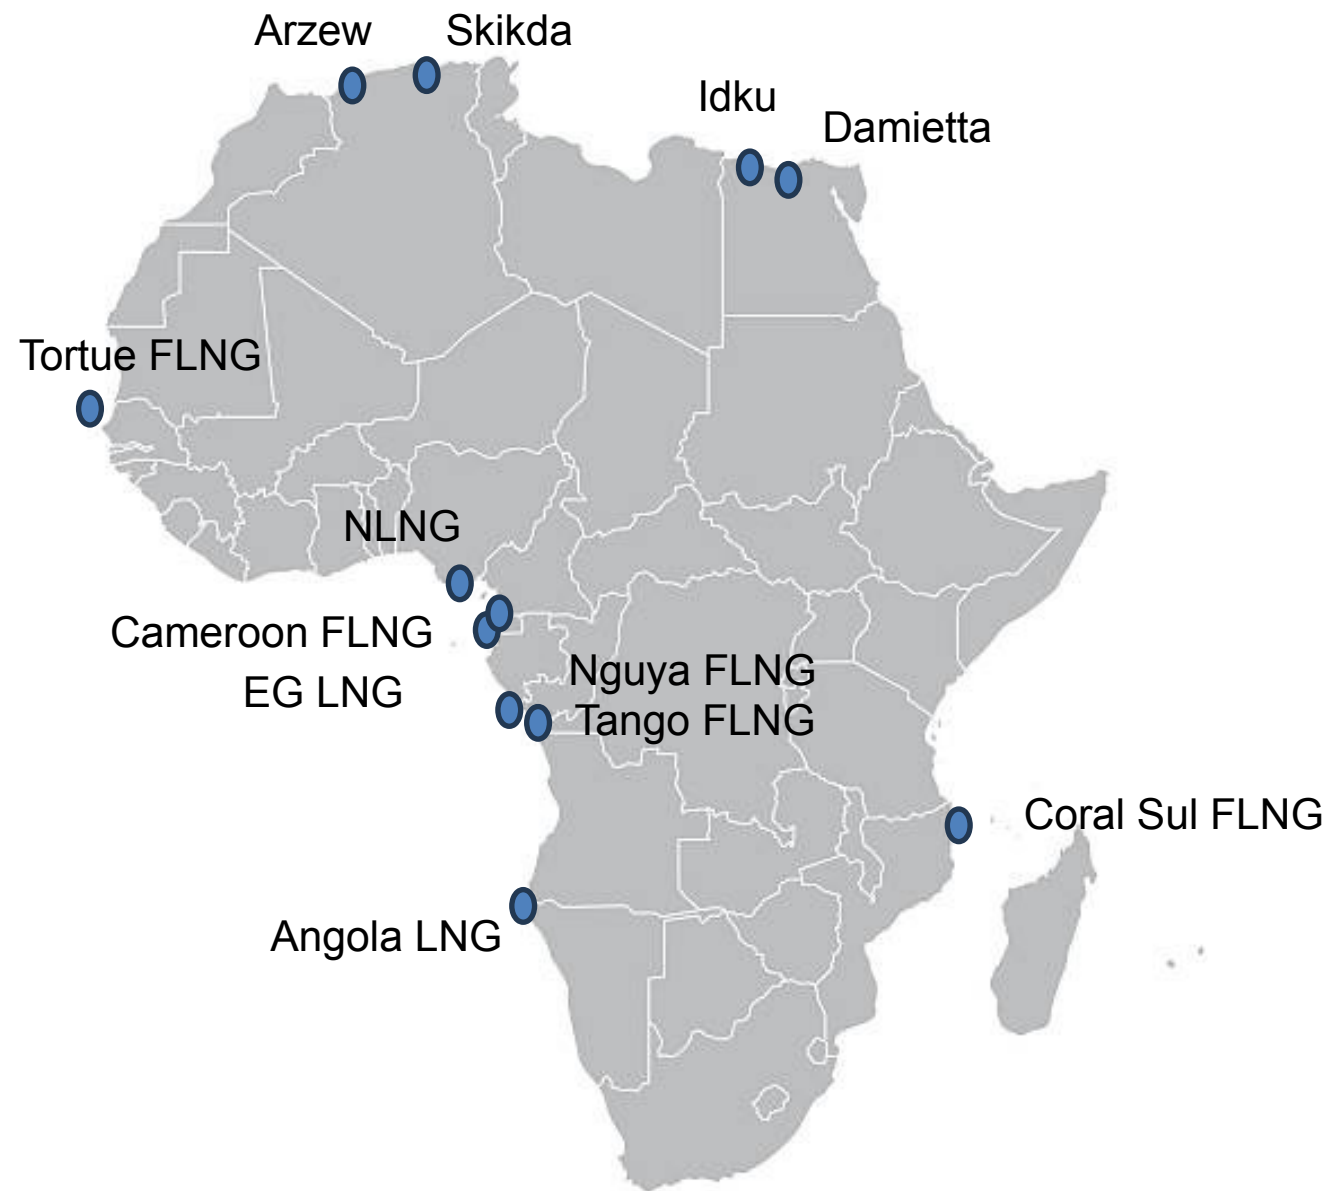 Arzew
Skikda
Idku
Damietta
Tortue FLNG
NLNG
Cameroon FLNG
EG LNG
Nguya FLNG
Tango FLNG
Coral Sul FLNG
Angola LNG